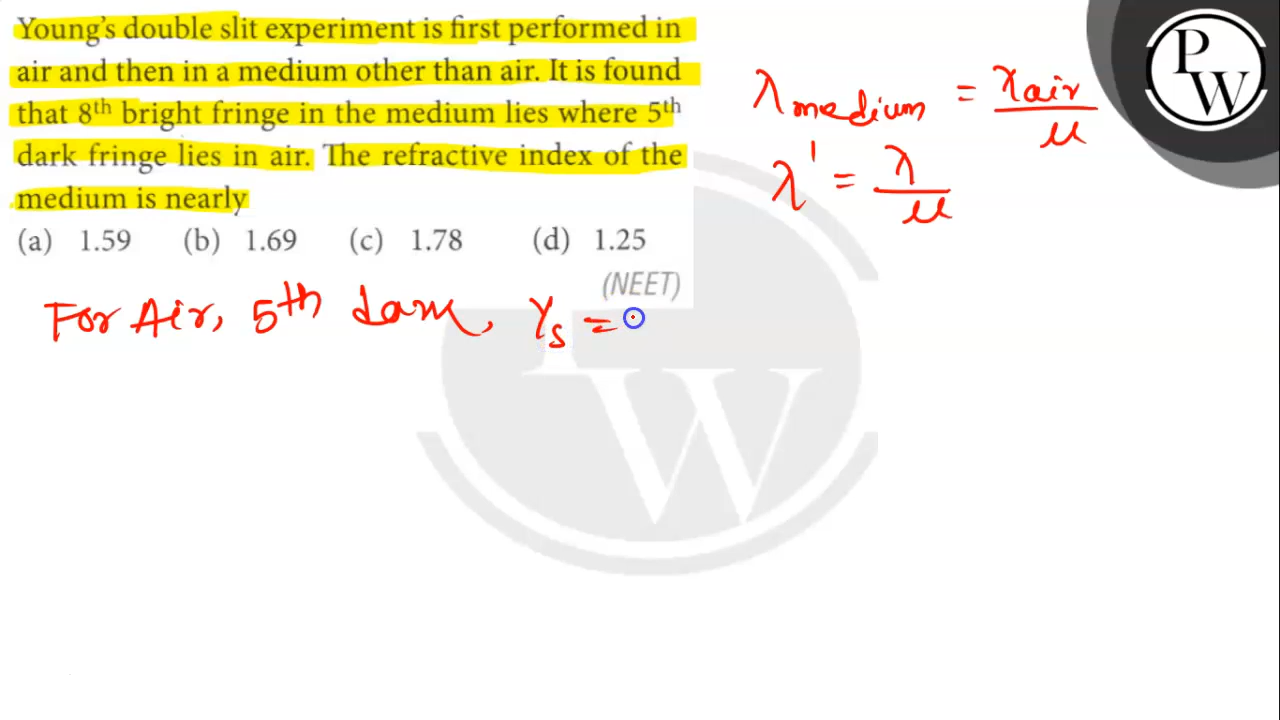 Young's double slit experiment is first performed in
air and then in a medium other than air. It is found
that 8th bright fringe in the medium lies where 5th
dark fringe lies in air. The refractive index of the
medium is nearly
(a) 1.59 (b) 1.69 (c) 1.78 (d) 1.25
(NEET)
For Air, 5th dark, Y5 =
λ medium = λ air / μ
λ' = λ / μ
P
W
W